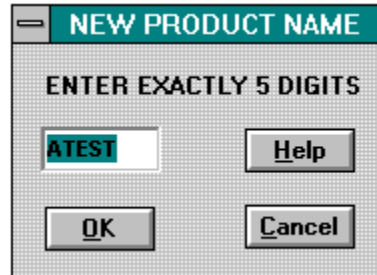 NEW PRODUCT NAME
ENTER EXACTLY 5 DIGITS
ATEST
Help
OK
Cancel